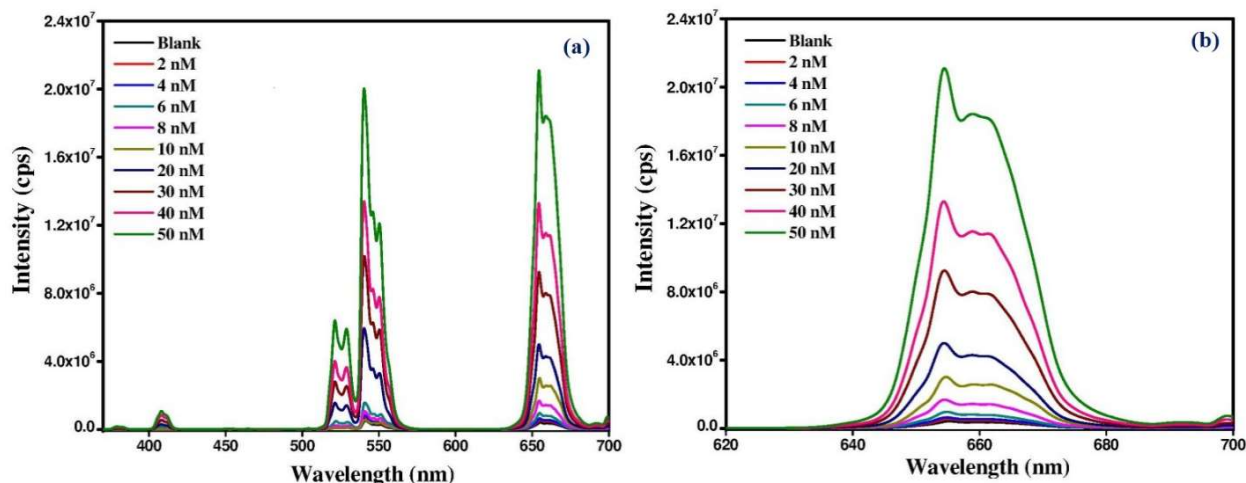 2.4x10⁷
2.0x10⁷
1.6x10⁷
1.2x10⁷
8.0x10⁶
4.0x10⁶
0.0
Intensity (cps)
Blank
2 nM
4 nM
6 nM
8 nM
10 nM
20 nM
30 nM
40 nM
50 nM
(a)
400
450
500
550
600
650
700
Wavelength (nm)
2.4x10⁷
2.0x10⁷
1.6x10⁷
1.2x10⁷
8.0x10⁶
4.0x10⁶
0.0
Intensity (cps)
Blank
2 nM
4 nM
6 nM
8 nM
10 nM
20 nM
30 nM
40 nM
50 nM
(b)
620
640
660
680
700
Wavelength (nm)